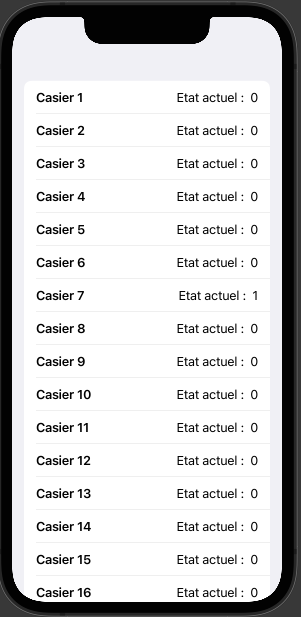 Casier 1 Etat actuel : 0
Casier 2 Etat actuel : 0
Casier 3 Etat actuel : 0
Casier 4 Etat actuel : 0
Casier 5 Etat actuel : 0
Casier 6 Etat actuel : 0
Casier 7 Etat actuel : 1
Casier 8 Etat actuel : 0
Casier 9 Etat actuel : 0
Casier 10 Etat actuel : 0
Casier 11 Etat actuel : 0
Casier 12 Etat actuel : 0
Casier 13 Etat actuel : 0
Casier 14 Etat actuel : 0
Casier 15 Etat actuel : 0
Casier 16 Etat actuel : 0